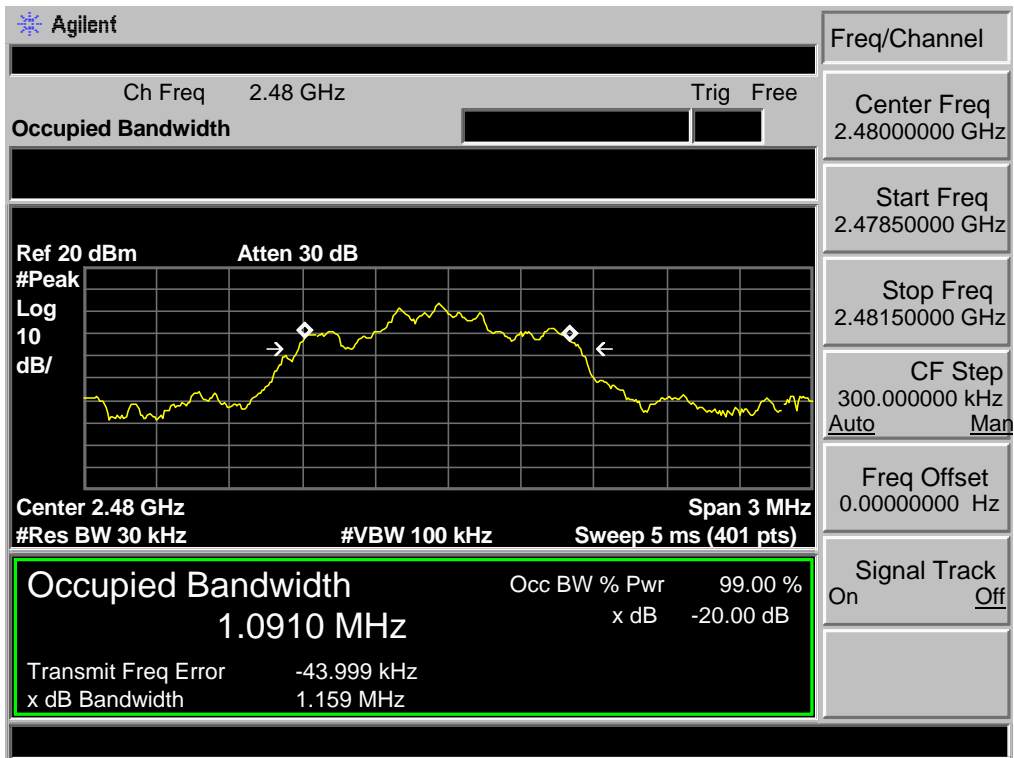 Agilent
Freq/Channel
Ch Freq 2.48 GHz Trig Free
Occupied Bandwidth
Center Freq
2.48000000 GHz
Start Freq
2.47850000 GHz
Stop Freq
2.48150000 GHz
CF Step
300.000000 kHz
Auto Man
Freq Offset
0.00000000 Hz
Signal Track
On Off
Ref 20 dBm Atten 30 dB
#Peak
Log
10
dB/
Center 2.48 GHz Span 3 MHz
#Res BW 30 kHz #VBW 100 kHz Sweep 5 ms (401 pts)
Occupied Bandwidth Occ BW % Pwr 99.00 %
1.0910 MHz x dB -20.00 dB
Transmit Freq Error -43.999 kHz
x dB Bandwidth 1.159 MHz